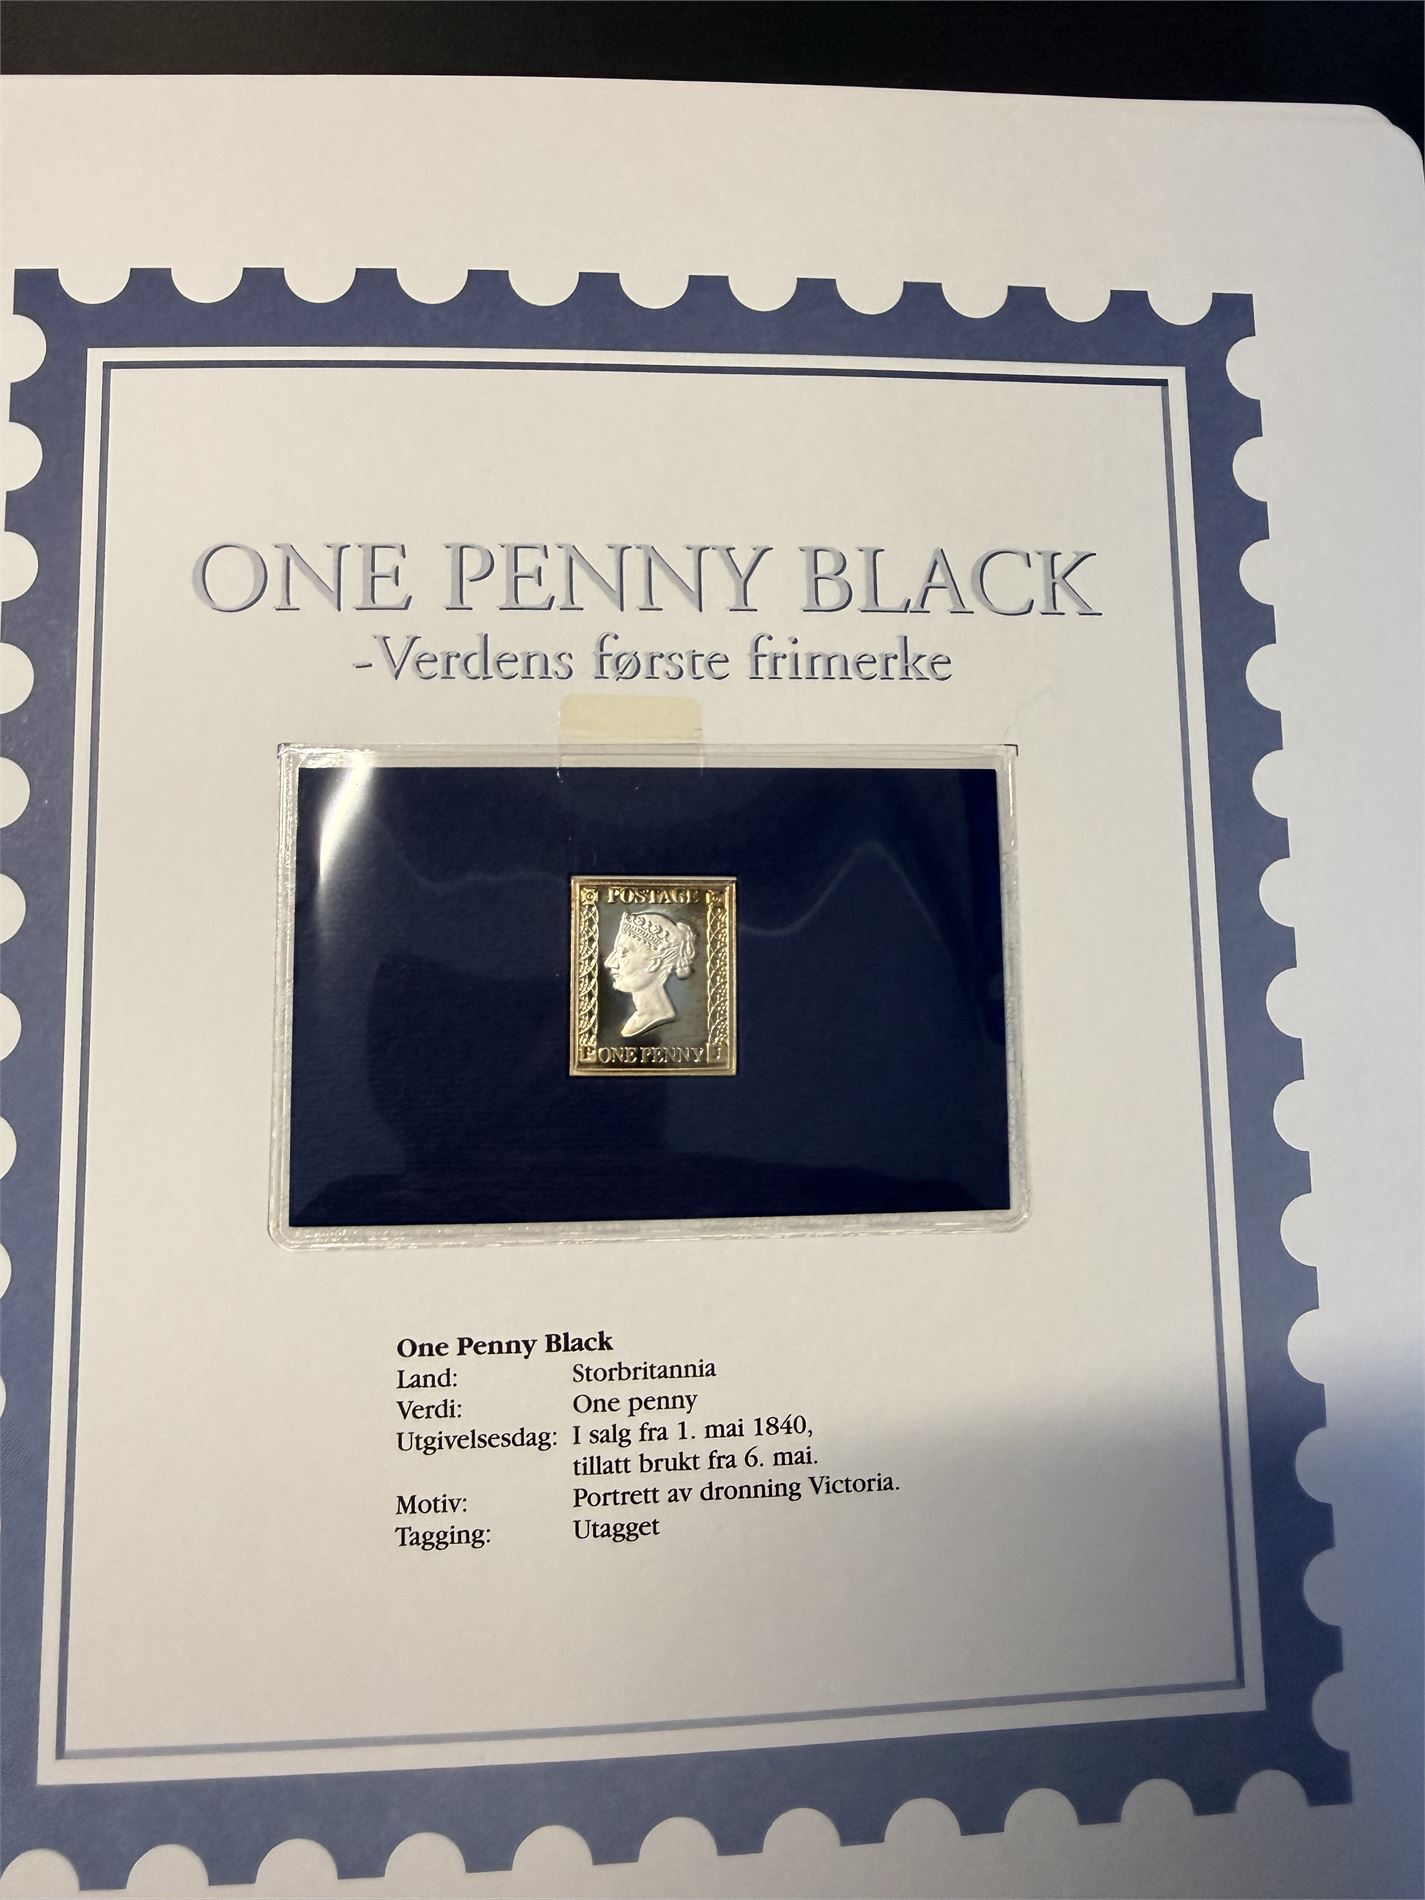 ONE PENNY BLACK
-Verdens første frimerke
POSTAGE
ONE PENNY
One Penny Black
Land: Storbritannia
Verdi: One penny
Utgivelsesdag: I salg fra 1. mai 1840,
tillatt brukt fra 6. mai.
Motiv: Portrett av dronning Victoria.
Tagging: Utagget